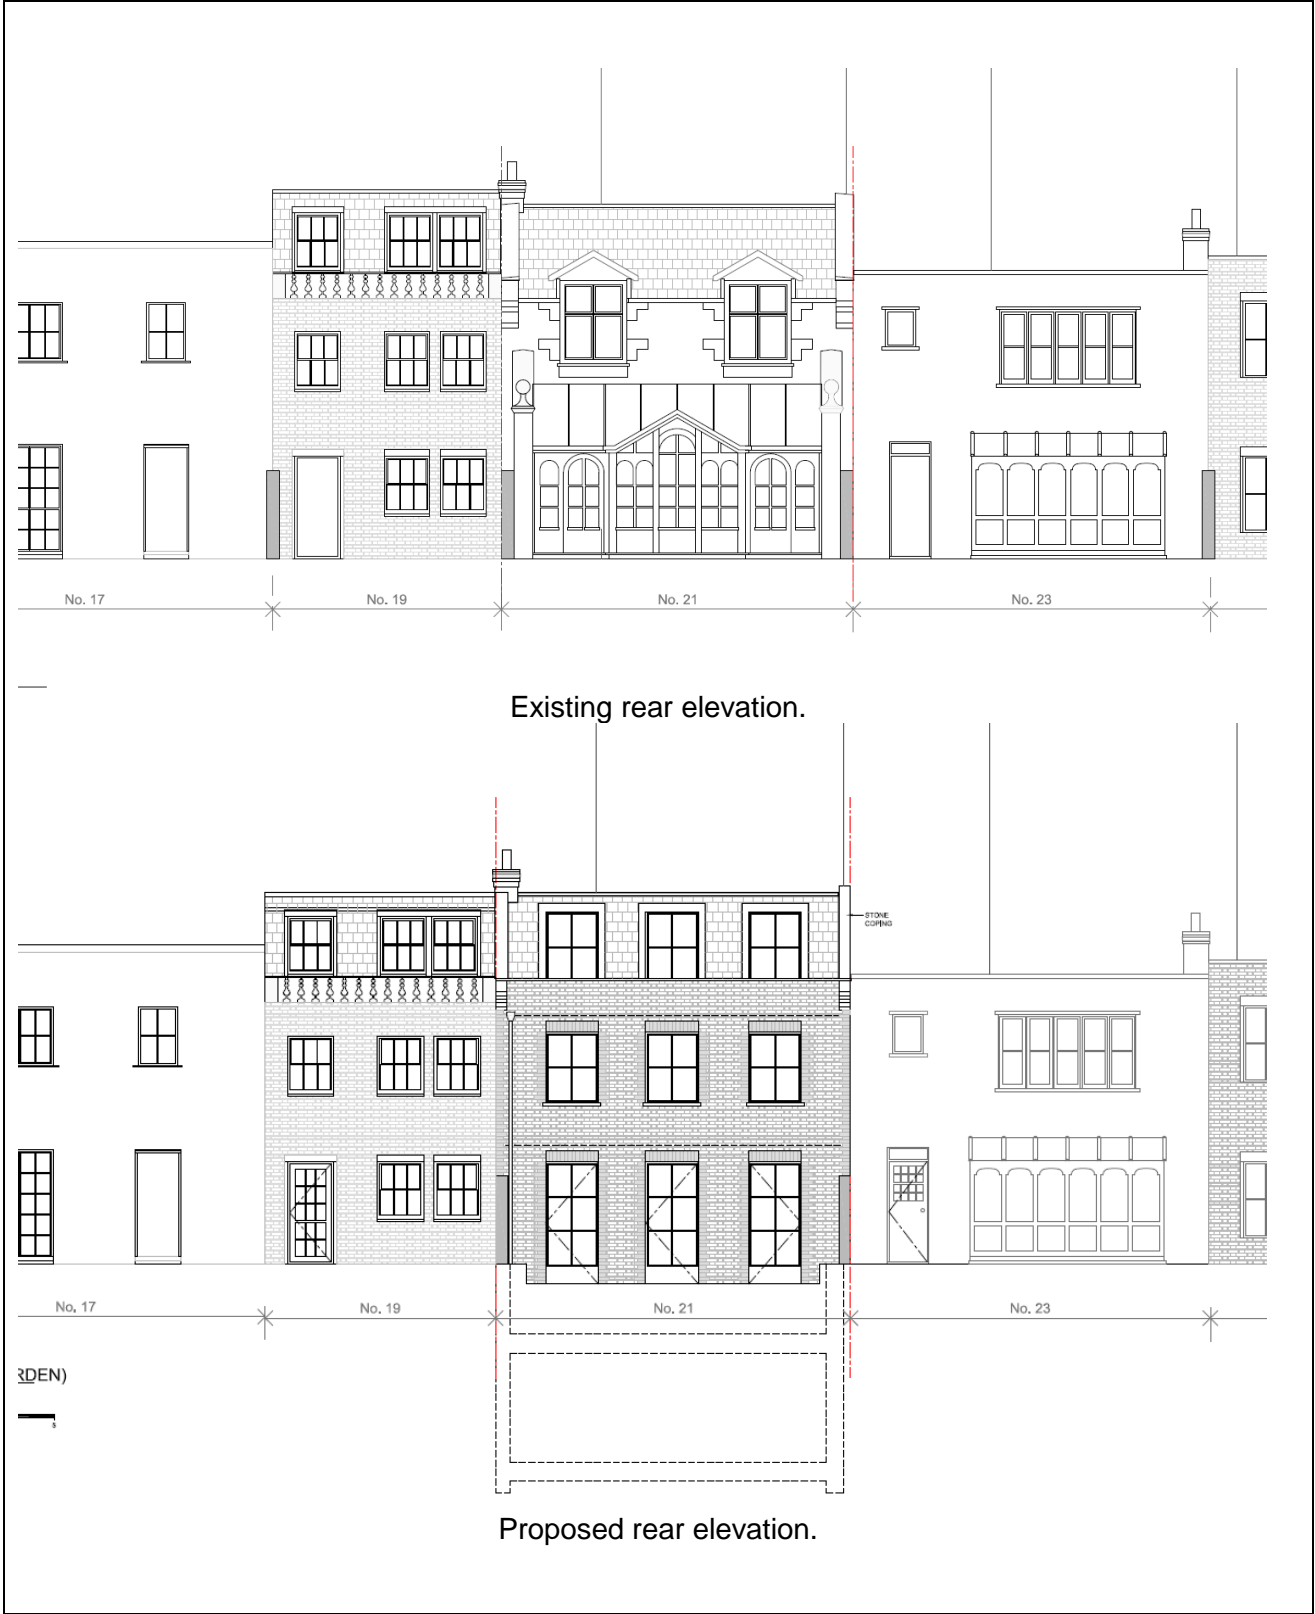 No. 17 No. 19 No. 21 No. 23
Existing rear elevation.
STONE
COPING
No. 17 No. 19 No. 21 No. 23
RDEN)
5
Proposed rear elevation.